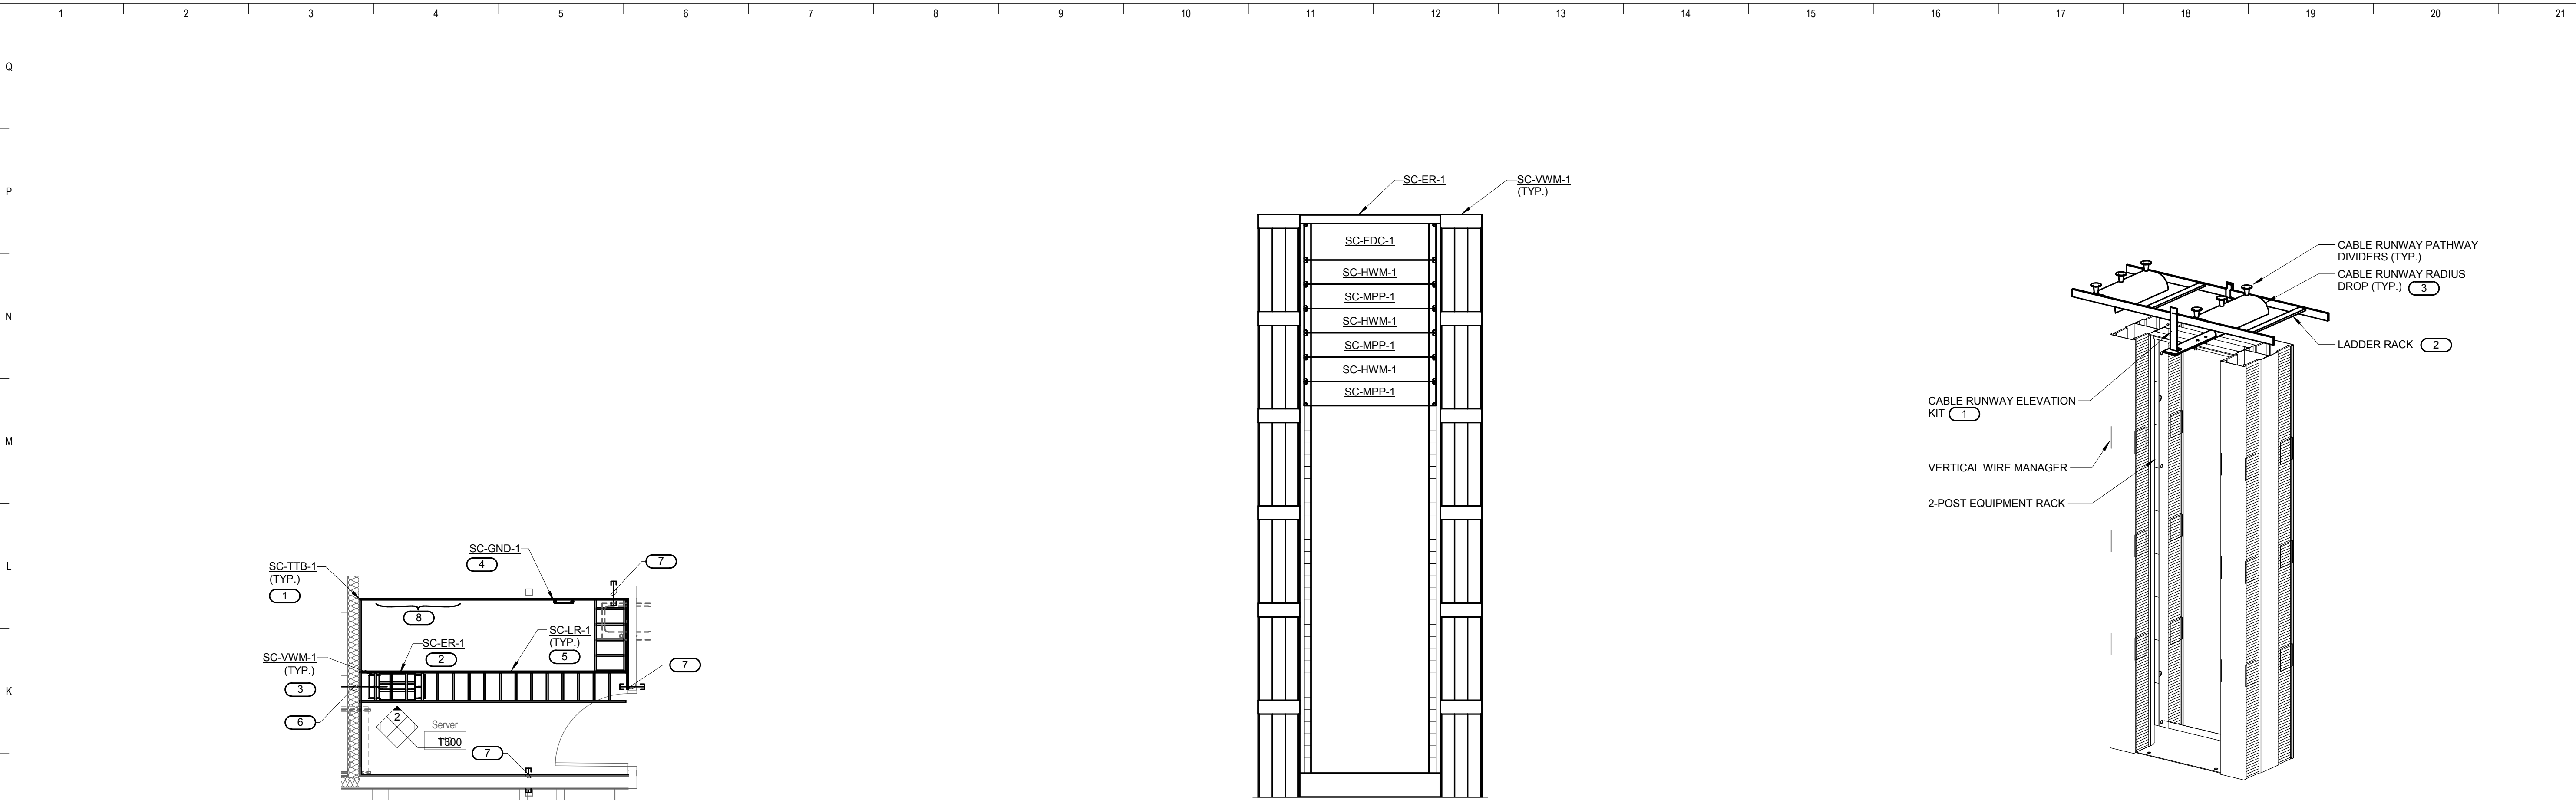 1 2 3 4 5 6 7 8 9 10 11 12 13 14 15 16 17 18 19 20 21
Q
P
N
M
L
K
SC-GND-1
4
7
SC-TTB-1
(TYP.)
1
8
SC-LR-1
(TYP.)
5
SC-ER-1
2
SC-VWM-1
(TYP.)
3
7
6
2
Server
T300
7
SC-ER-1
SC-VWM-1
(TYP.)
SC-FDC-1
SC-HWM-1
SC-MPP-1
SC-HWM-1
SC-MPP-1
SC-HWM-1
SC-MPP-1
CABLE RUNWAY PATHWAY
DIVIDERS (TYP.)
CABLE RUNWAY RADIUS
DROP (TYP.) 3
LADDER RACK 2
CABLE RUNWAY ELEVATION
KIT 1
VERTICAL WIRE MANAGER
2-POST EQUIPMENT RACK